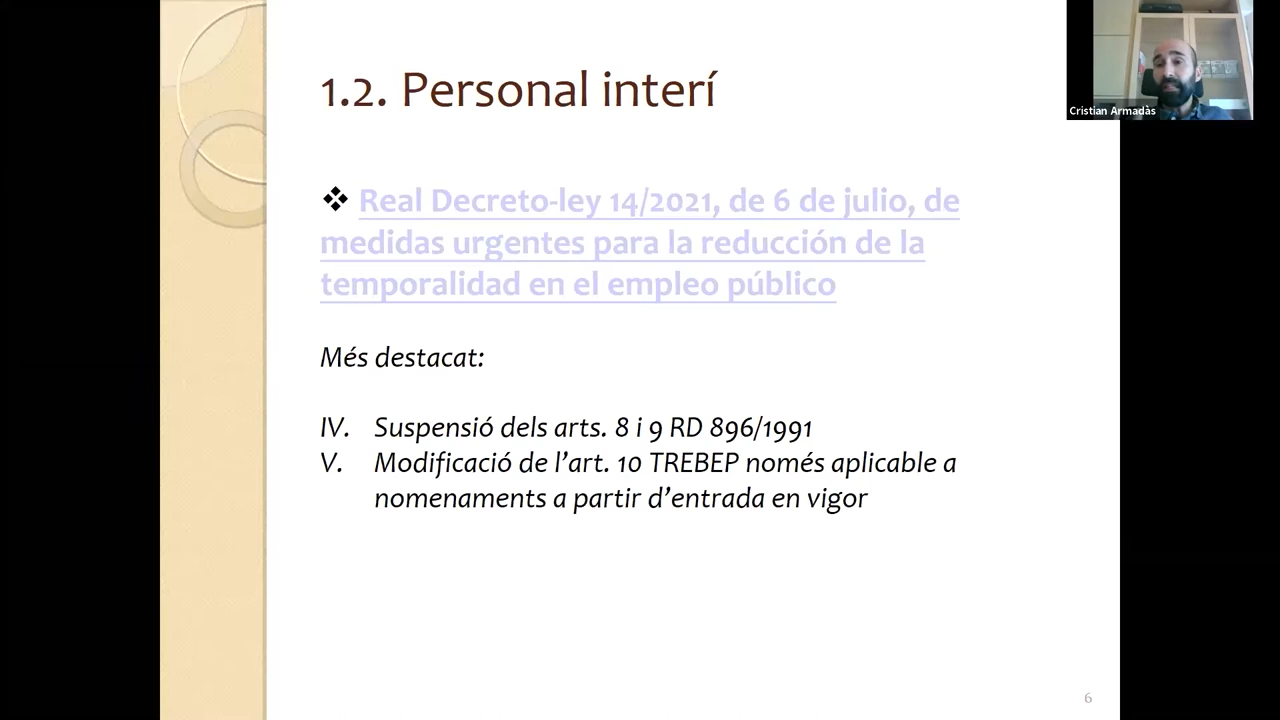 1.2. Personal interí
Cristian Armadàs
❖ Real Decreto-ley 14/2021, de 6 de julio, de
medidas urgentes para la reducción de la
temporalidad en el empleo público
Més destacat:
IV. Suspensió dels arts. 8 i 9 RD 896/1991
V. Modificació de l’art. 10 TREBEP només aplicable a
nomenaments a partir d’entrada en vigor
6